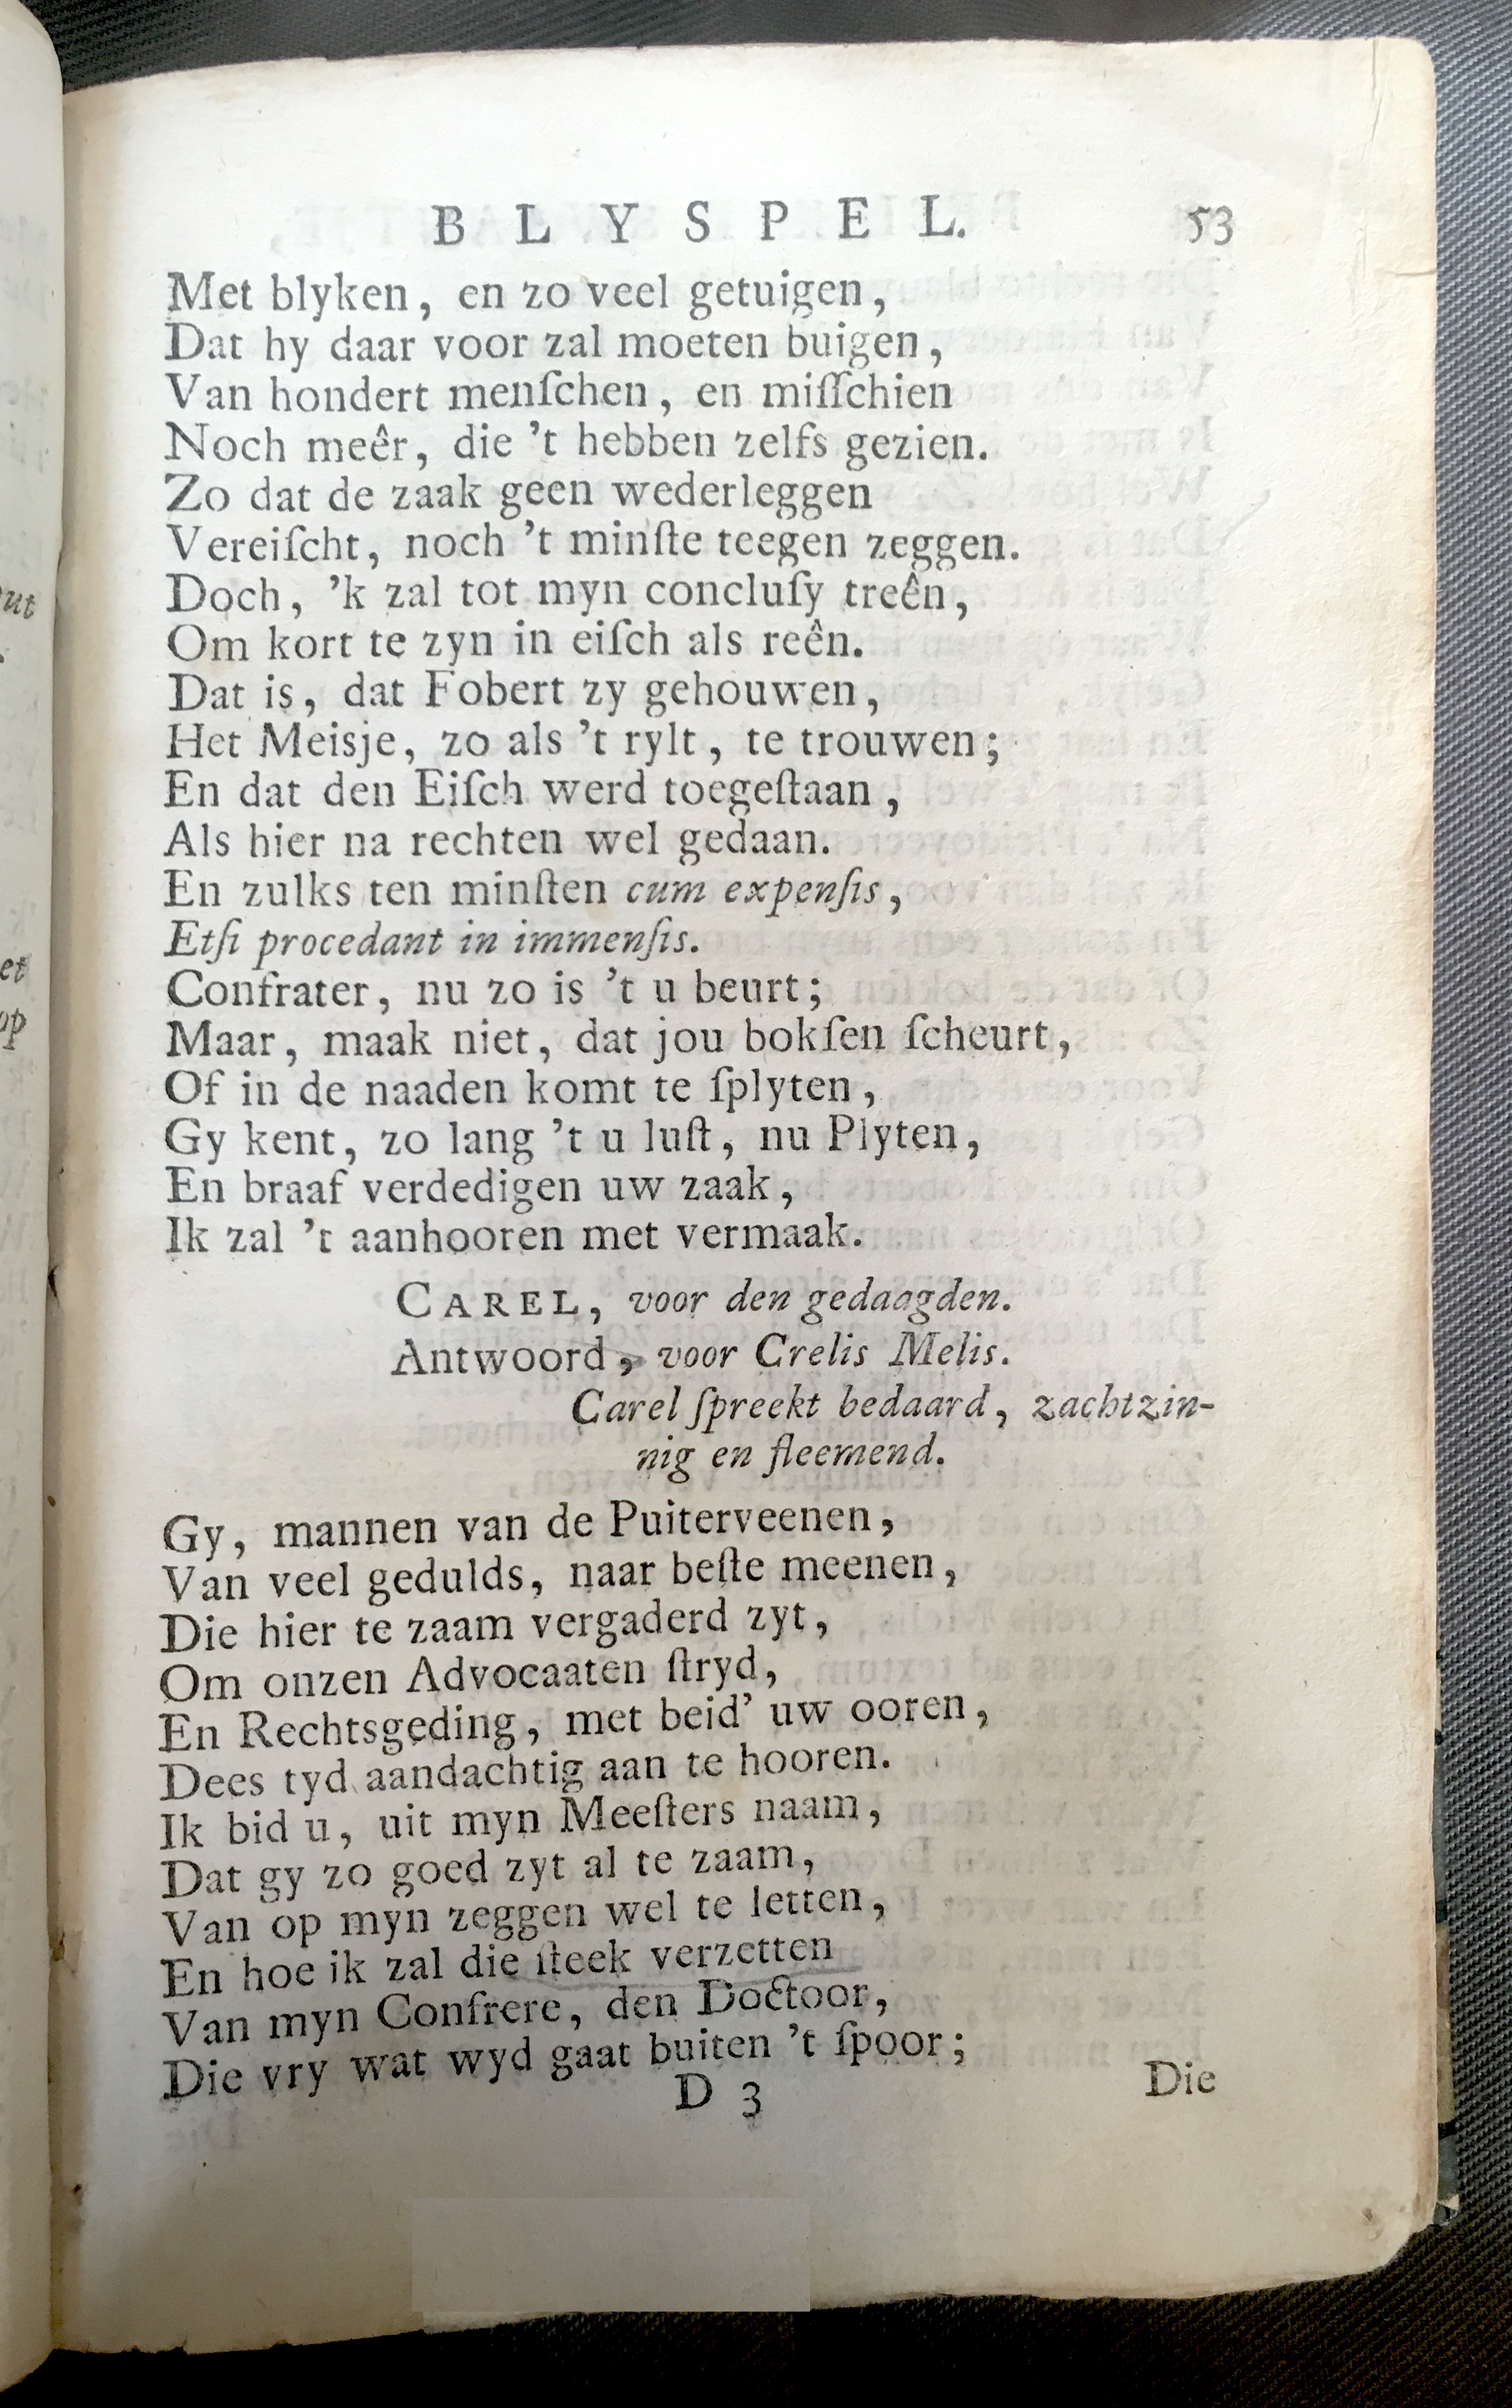 BLYSPEL. 53
Met blyken, en zo veel getuigen,
Dat hy daar voor zal moeten buigen,
Van hondert menſchen, en miſſchien
Noch meêr, die 't hebben zelfs gezien.
Zo dat de zaak geen wederleggen
Vereiſcht, noch 't minſte teegen zeggen.
Doch, 'k zal tot myn concluſy treên,
Om kort te zyn in eiſch als reên.
Dat is, dat Fobert zy gehouwen,
Het Meisje, zo als 't rylt, te trouwen;
En dat den Eiſch werd toegeſtaan,
Als hier na rechten wel gedaan.
En zulks ten minſten cum expenſis,
Etſi procedant in immenſis.
Confrater, nu zo is 't u beurt;
Maar, maak niet, dat jou bokſen ſcheurt,
Of in de naaden komt te ſplyten,
Gy kent, zo lang 't u luſt, nu Plyten,
En braaf verdedigen uw zaak,
Ik zal 't aanhooren met vermaak.
CAREL, voor den gedaagden.
Antwoord, voor Crelis Melis.
Carel ſpreekt bedaard, zachtzin-
nig en fleemend.
Gy, mannen van de Puiterveenen,
Van veel gedulds, naar beſte meenen,
Die hier te zaam vergaderd zyt,
Om onzen Advocaaten ſtryd,
En Rechtsgeding, met beid' uw ooren,
Dees tyd aandachtig aan te hooren.
Ik bid u, uit myn Meeſters naam,
Dat gy zo goed zyt al te zaam,
Van op myn zeggen wel te letten,
En hoe ik zal die ſteek verzetten
Van myn Confrere, den Doctoor,
Die vry wat wyd gaat buiten 't ſpoor;
D 3 Die